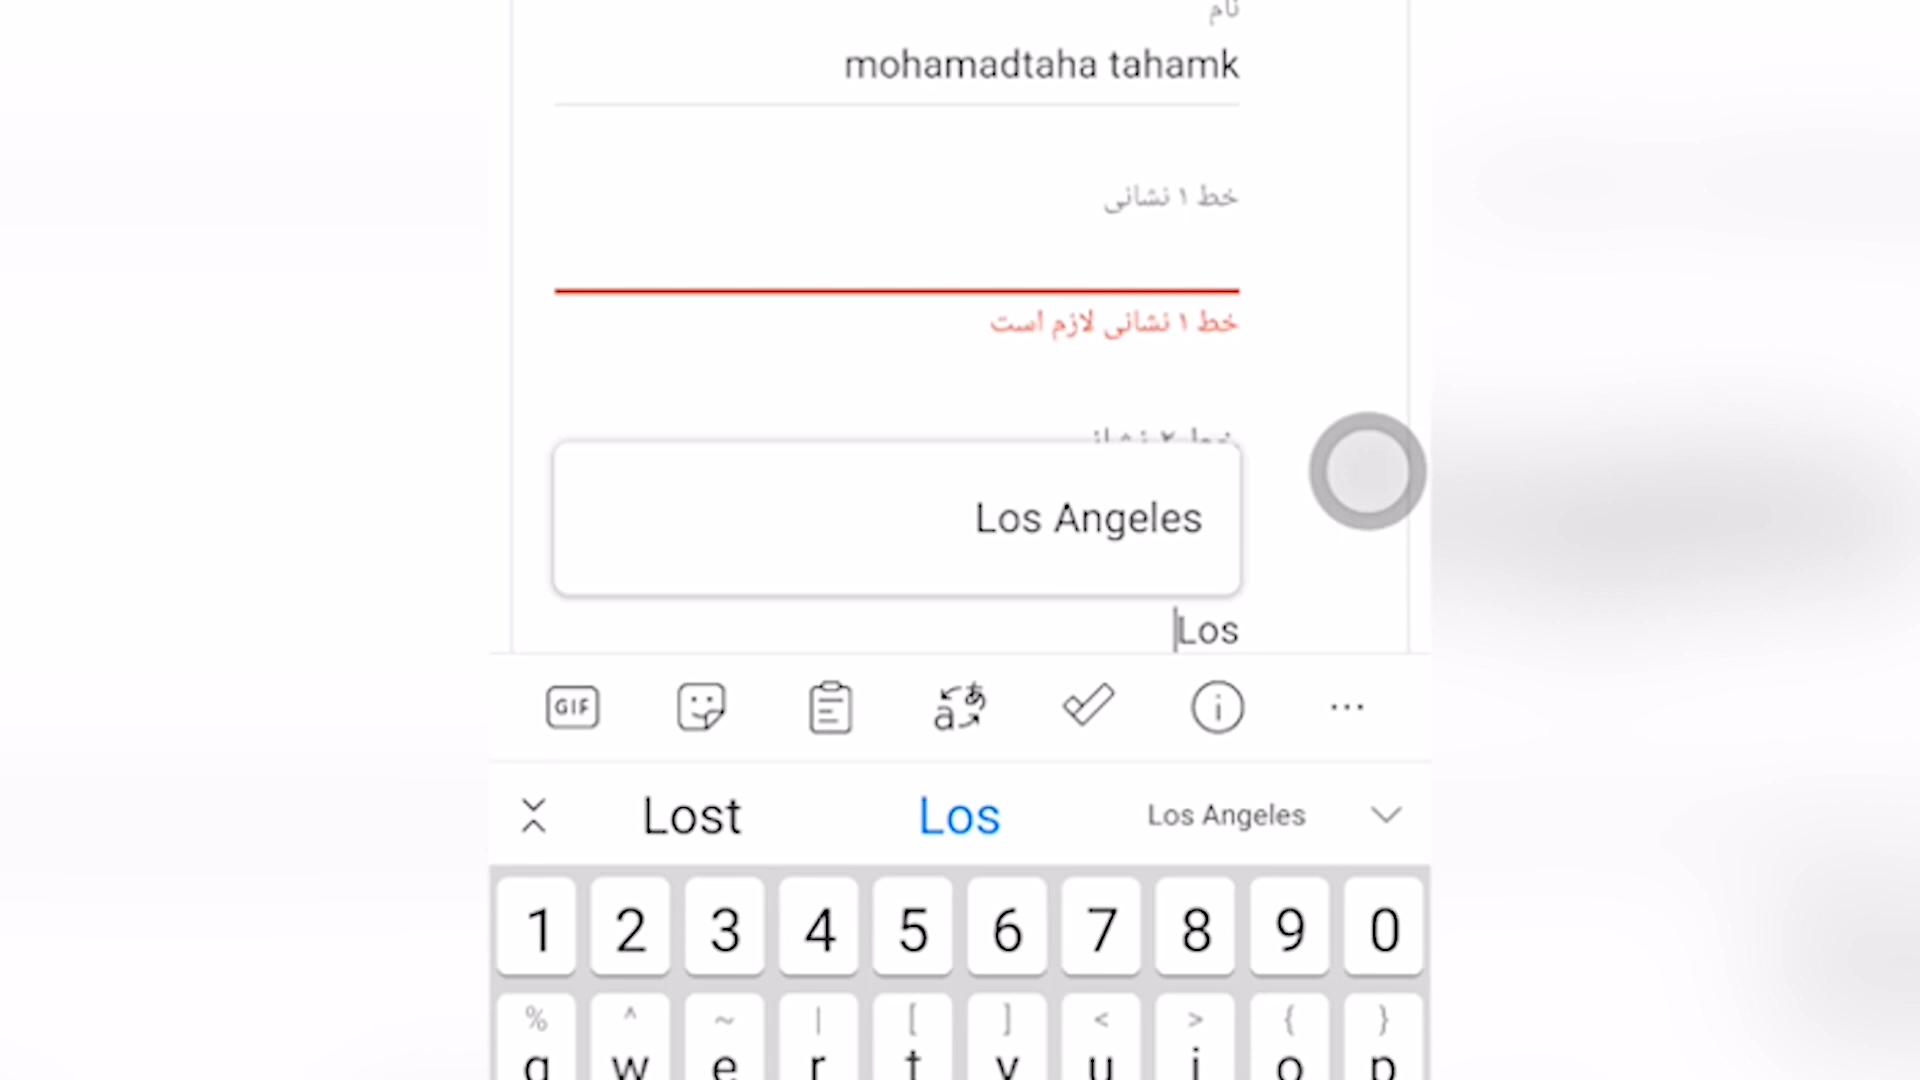 نام
mohamadtaha tahamk
خط ۱ نشانی
خط ۱ نشانی لازم است
Los Angeles
Los
GIF
Lost Los Los Angeles
1 2 3 4 5 6 7 8 9 0
% ^ ~ | [ ] < > { }
q w e r t y u i o p